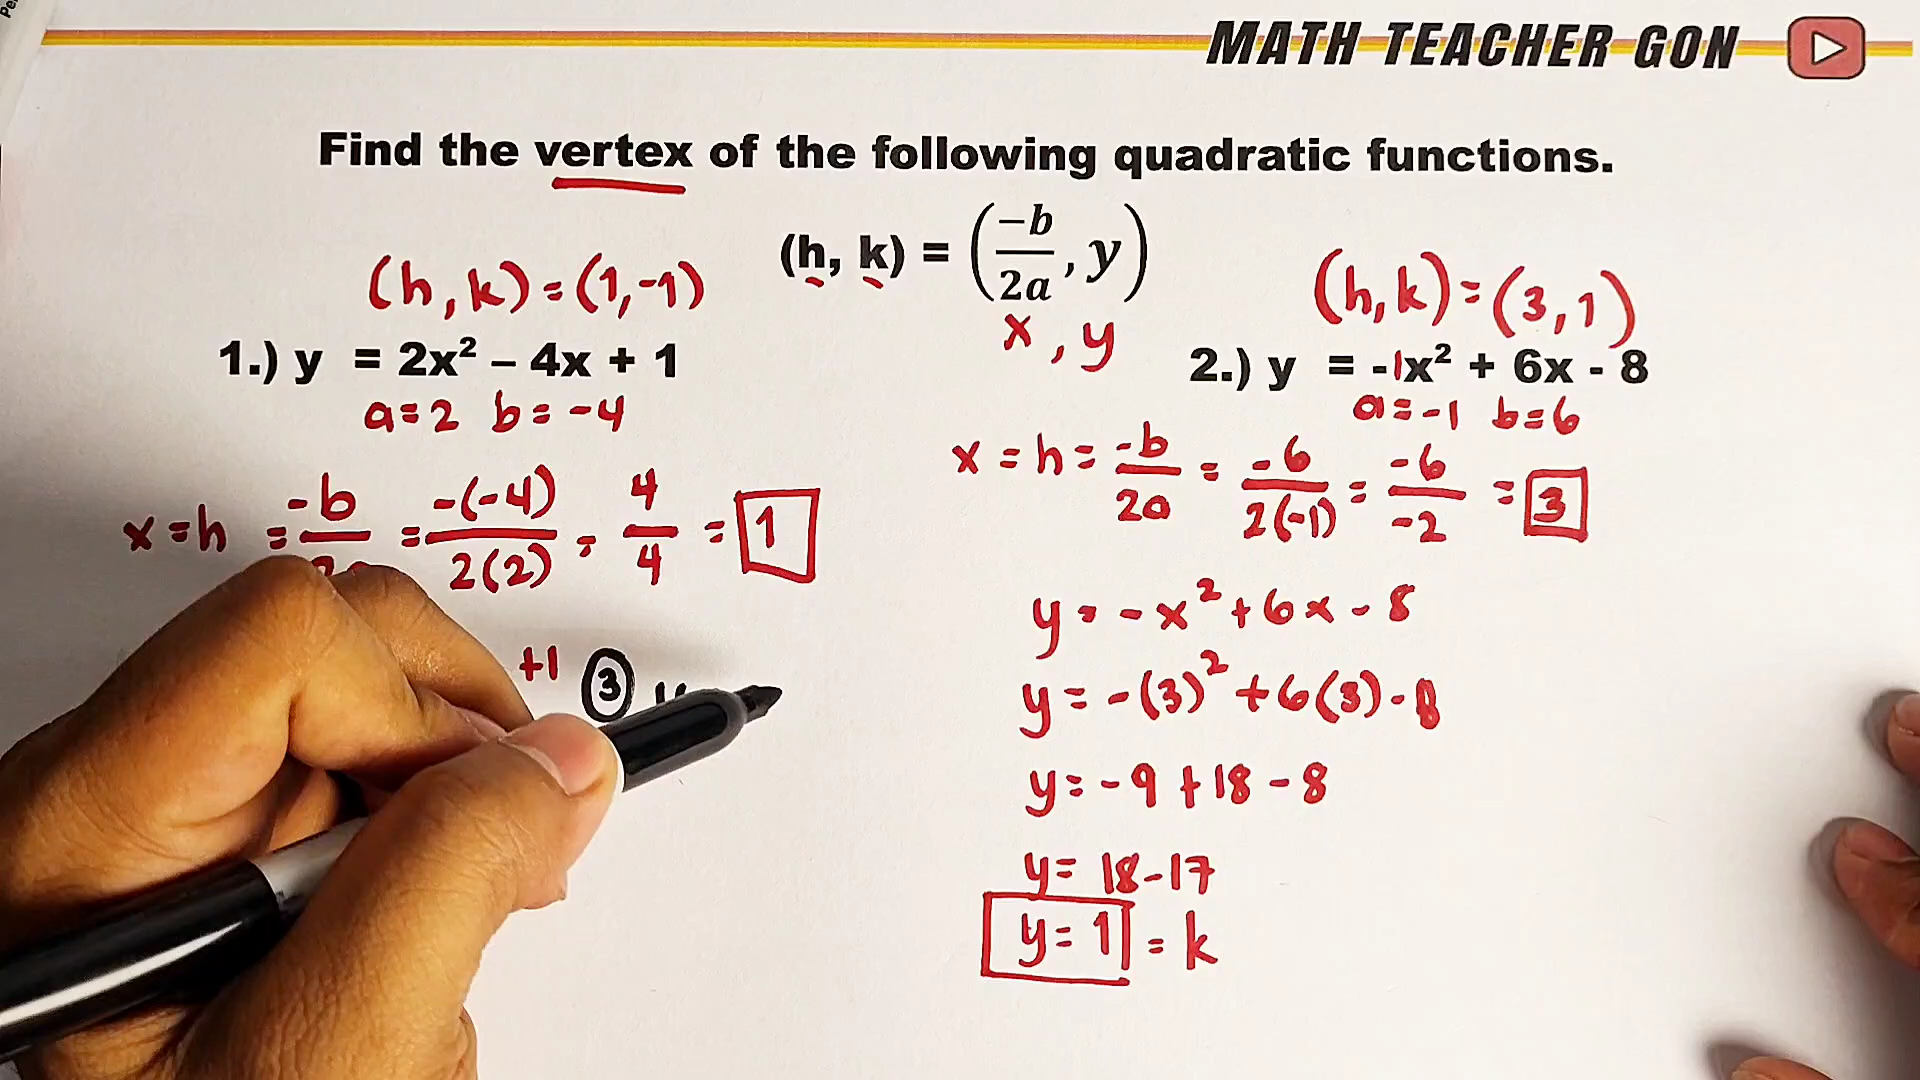 MATH TEACHER GON
Find the vertex of the following quadratic functions.
(h, k) = (-b/2a, y)
x, y
(h, k) = (1, -1)
1.) y = 2x² – 4x + 1
a = 2 b = -4
x = h = -b = -(-4)/2(2) = 4/4 = 1
+1
3
(h, k) = (3, 1)
2.) y = -1x² + 6x - 8
a = -1 b = 6
x = h = -b/2a = -6/2(-1) = -6/-2 = 3
y = -x² + 6x - 8
y = -(3)² + 6(3) - 8
y = -9 + 18 - 8
y = 18 - 17
y = 1 = k